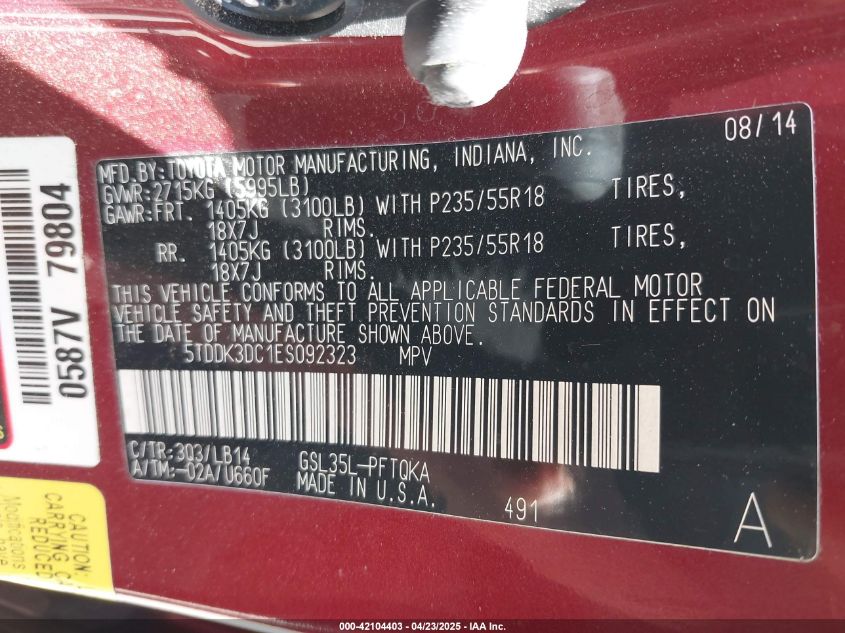 08/14
MFD.BY:TOYOTA MOTOR MANUFACTURING, INDIANA, INC.
GVWR:2715KG (5995LB)
GAWR:FRT. 1405KG (3100LB) WITH P235/55R18 TIRES,
18X7J RIMS.
RR. 1405KG (3100LB) WITH P235/55R18 TIRES,
18X7J RIMS.
THIS VEHICLE CONFORMS TO ALL APPLICABLE FEDERAL MOTOR
VEHICLE SAFETY AND THEFT PREVENTION STANDARDS IN EFFECT ON
THE DATE OF MANUFACTURE SHOWN ABOVE.
5TDDK3DC1ES092323 MPV
C/TR:3Q3/LB14 GSL35L-PFTQKA
A/TM:-02A/U660F MADE IN U.S.A.
491
A
0587V 79804
CAUTION:
CARRYING CA
REDUCED
Modifications
000-42104403 - 04/23/2025 - IAA Inc.